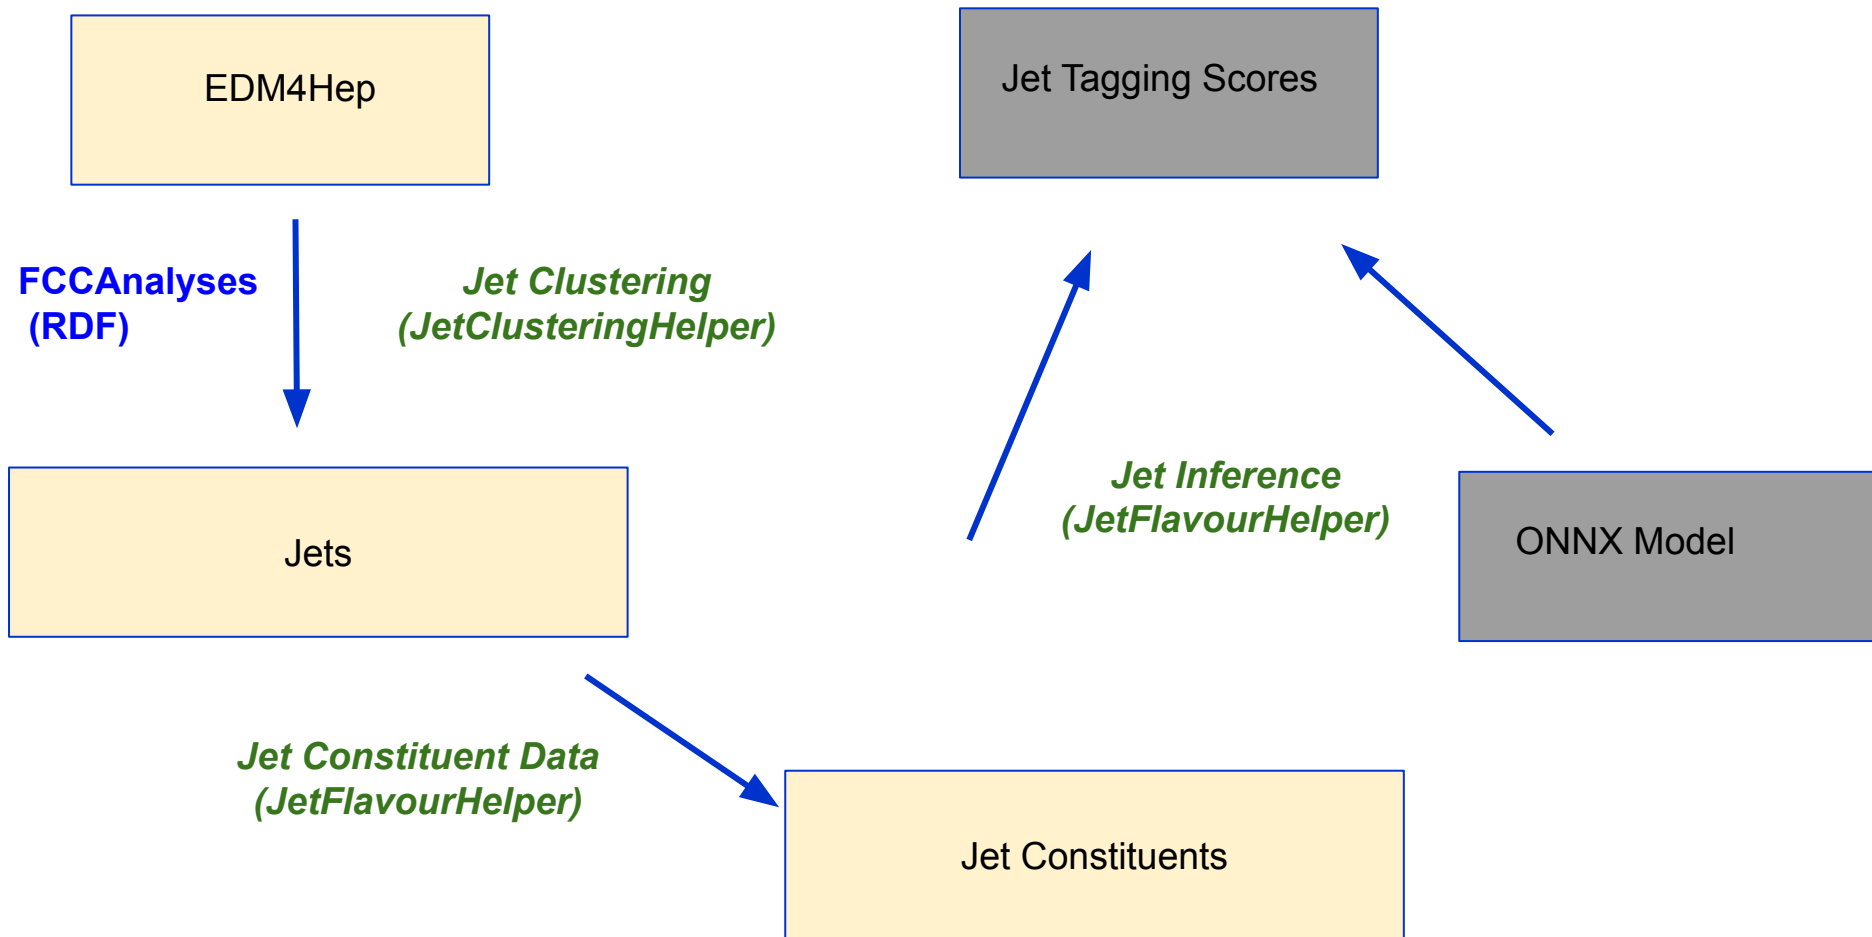 EDM4Hep
Jet Tagging Scores
FCCAnalyses
(RDF)
Jet Clustering
(JetClusteringHelper)
Jet Inference
(JetFlavourHelper)
Jets
ONNX Model
Jet Constituent Data
(JetFlavourHelper)
Jet Constituents